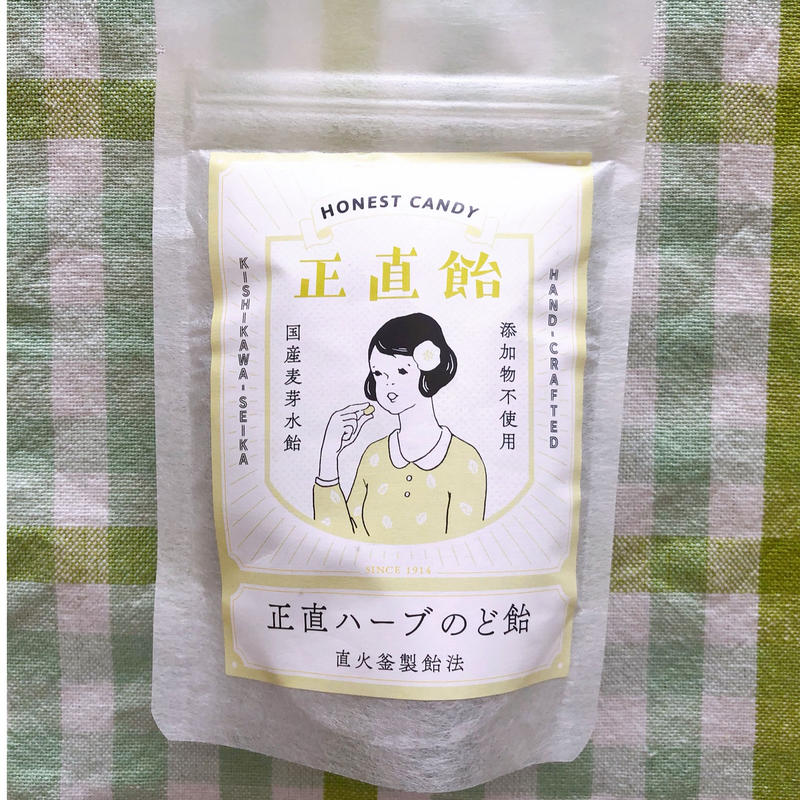 HONEST CANDY
正直飴
KISHIKAWA-SEIKA
HAND-CRAFTED
添加物不使用
国産麦芽水飴
SINCE 1914
正直ハーブのど飴
直火釜製飴法